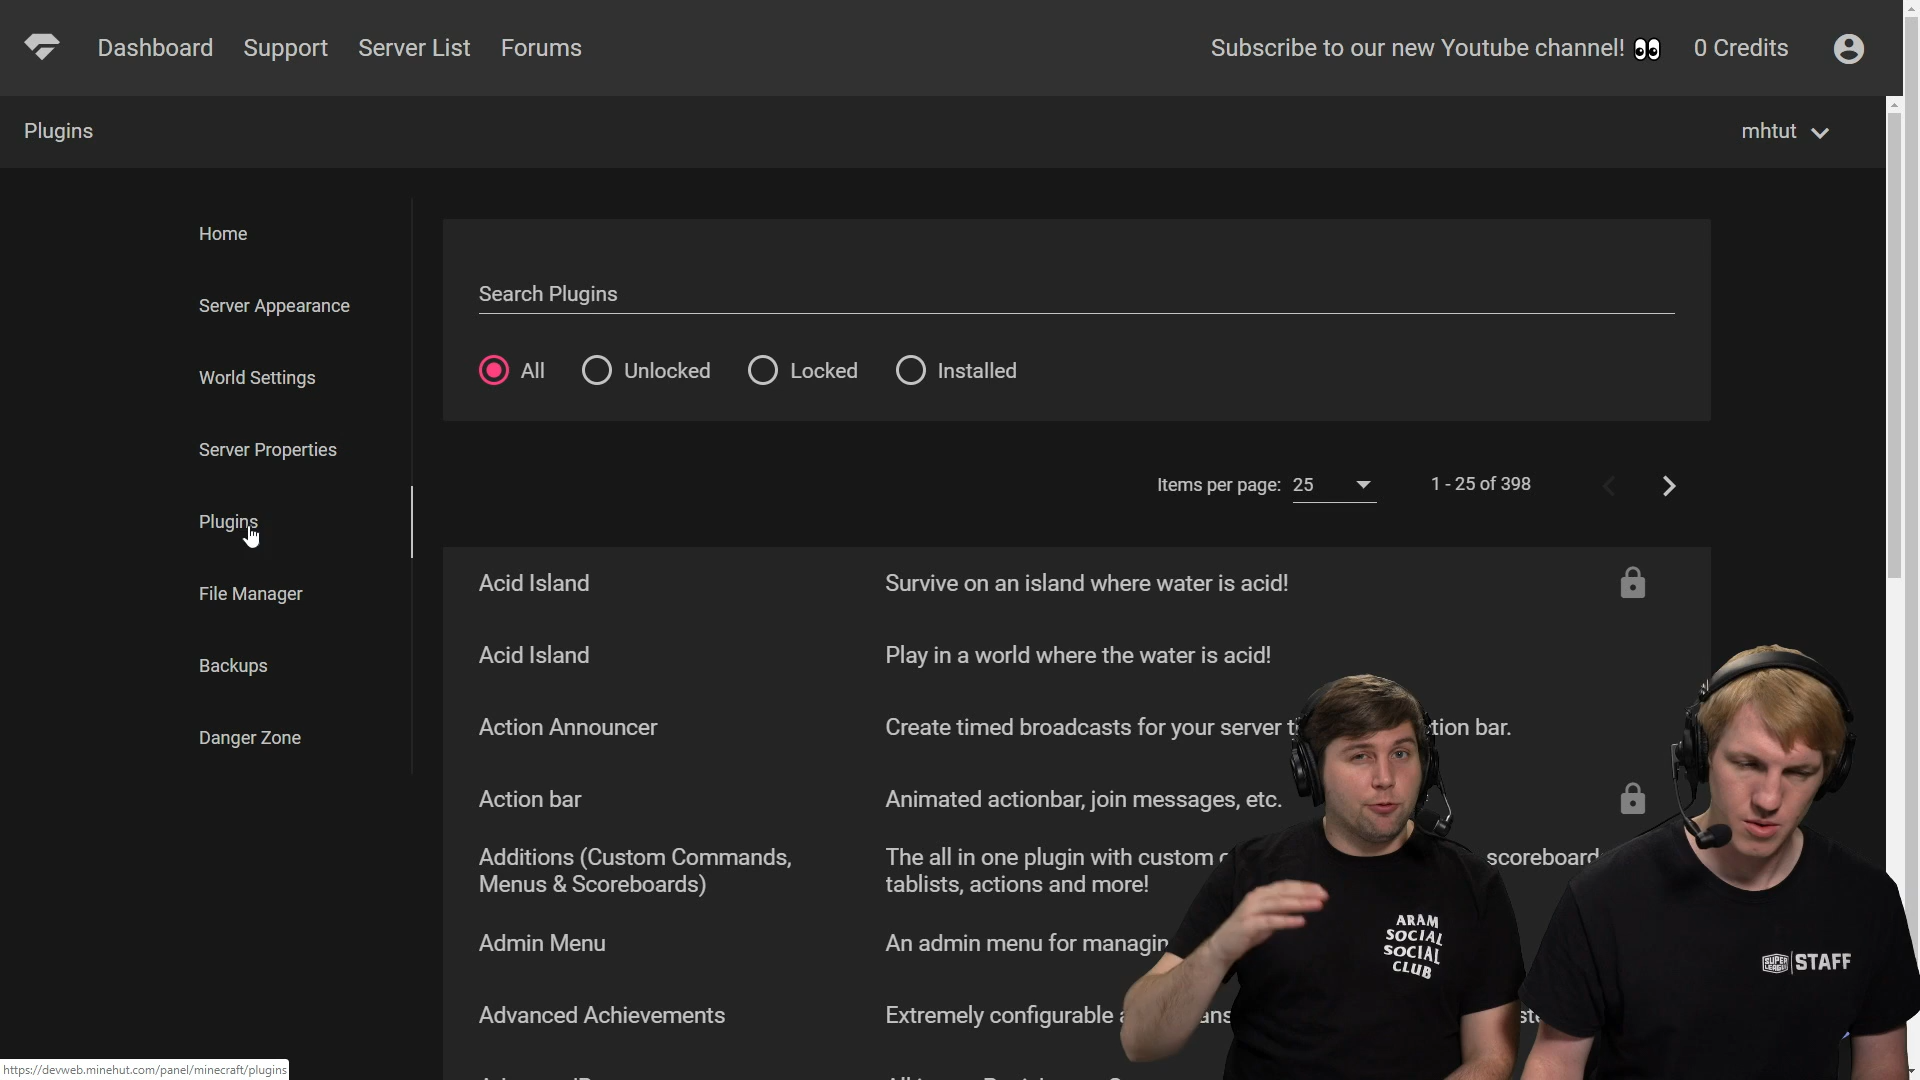 Dashboard Support Server List Forums Subscribe to our new Youtube channel! 👀 0 Credits
Plugins mhtut
Home
Server Appearance
World Settings
Server Properties
Plugins
File Manager
Backups
Danger Zone
Search Plugins
All Unlocked Locked Installed
Items per page: 25 1 - 25 of 398
Acid Island Survive on an island where water is acid!
Acid Island Play in a world where the water is acid!
Action Announcer Create timed broadcasts for your server tion bar.
Action bar Animated actionbar, join messages, etc.
Additions (Custom Commands, The all in one plugin with custom scoreboard
Menus & Scoreboards) tablists, actions and more!
Admin Menu An admin menu for managin
Advanced Achievements Extremely configurable
ARAM
SOCIAL
SOCIAL
CLUB
SUPER LEAGUE STAFF
https://devweb.minehut.com/panel/minecraft/plugins